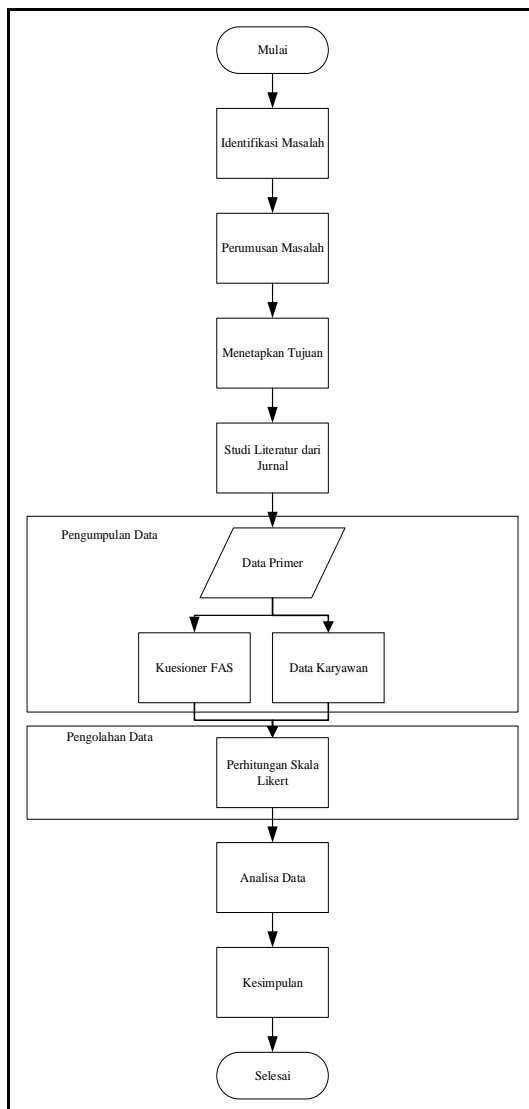 Mulai
Identifikasi Masalah
Perumusan Masalah
Menetapkan Tujuan
Studi Literatur dari
Jurnal
Pengumpulan Data
Data Primer
Kuesioner FAS
Data Karyawan
Pengolahan Data
Perhitungan Skala
Likert
Analisa Data
Kesimpulan
Selesai